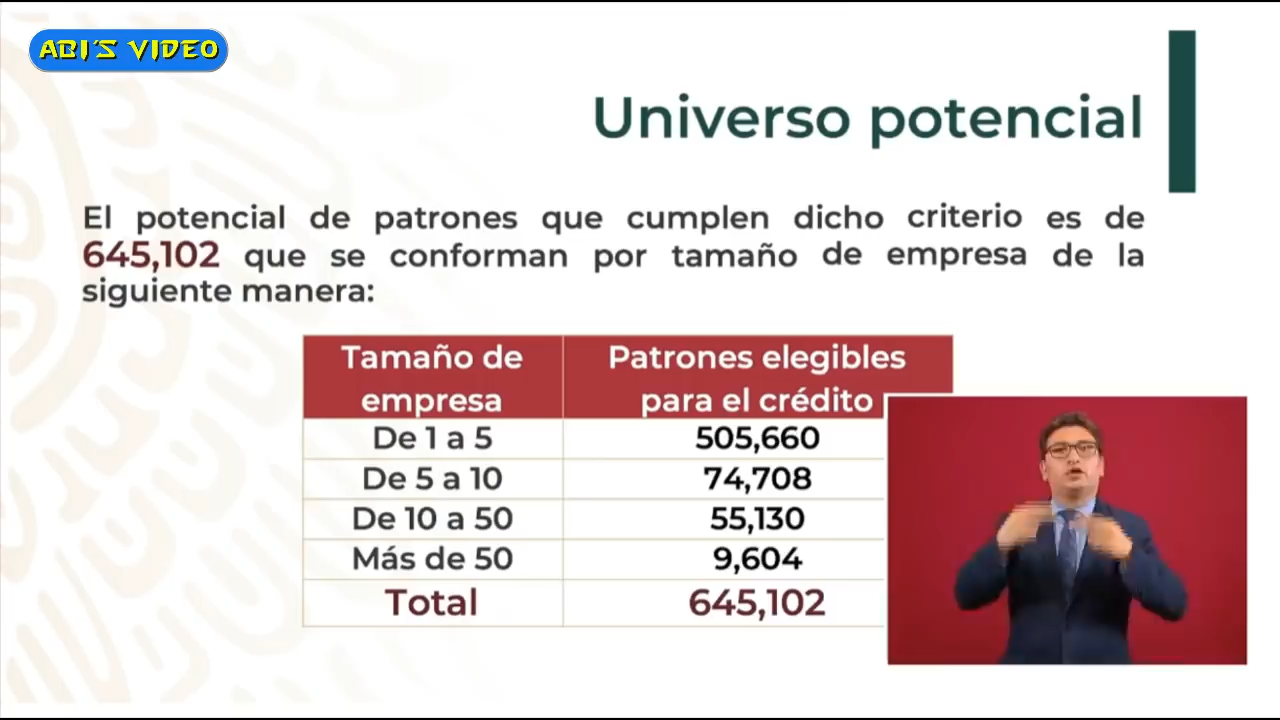 ABI'S VIDEO
Universo potencial
El potencial de patrones que cumplen dicho criterio es de
645,102 que se conforman por tamaño de empresa de la
siguiente manera:
Tamaño de empresa Patrones elegibles para el crédito
De 1 a 5 505,660
De 5 a 10 74,708
De 10 a 50 55,130
Más de 50 9,604
Total 645,102